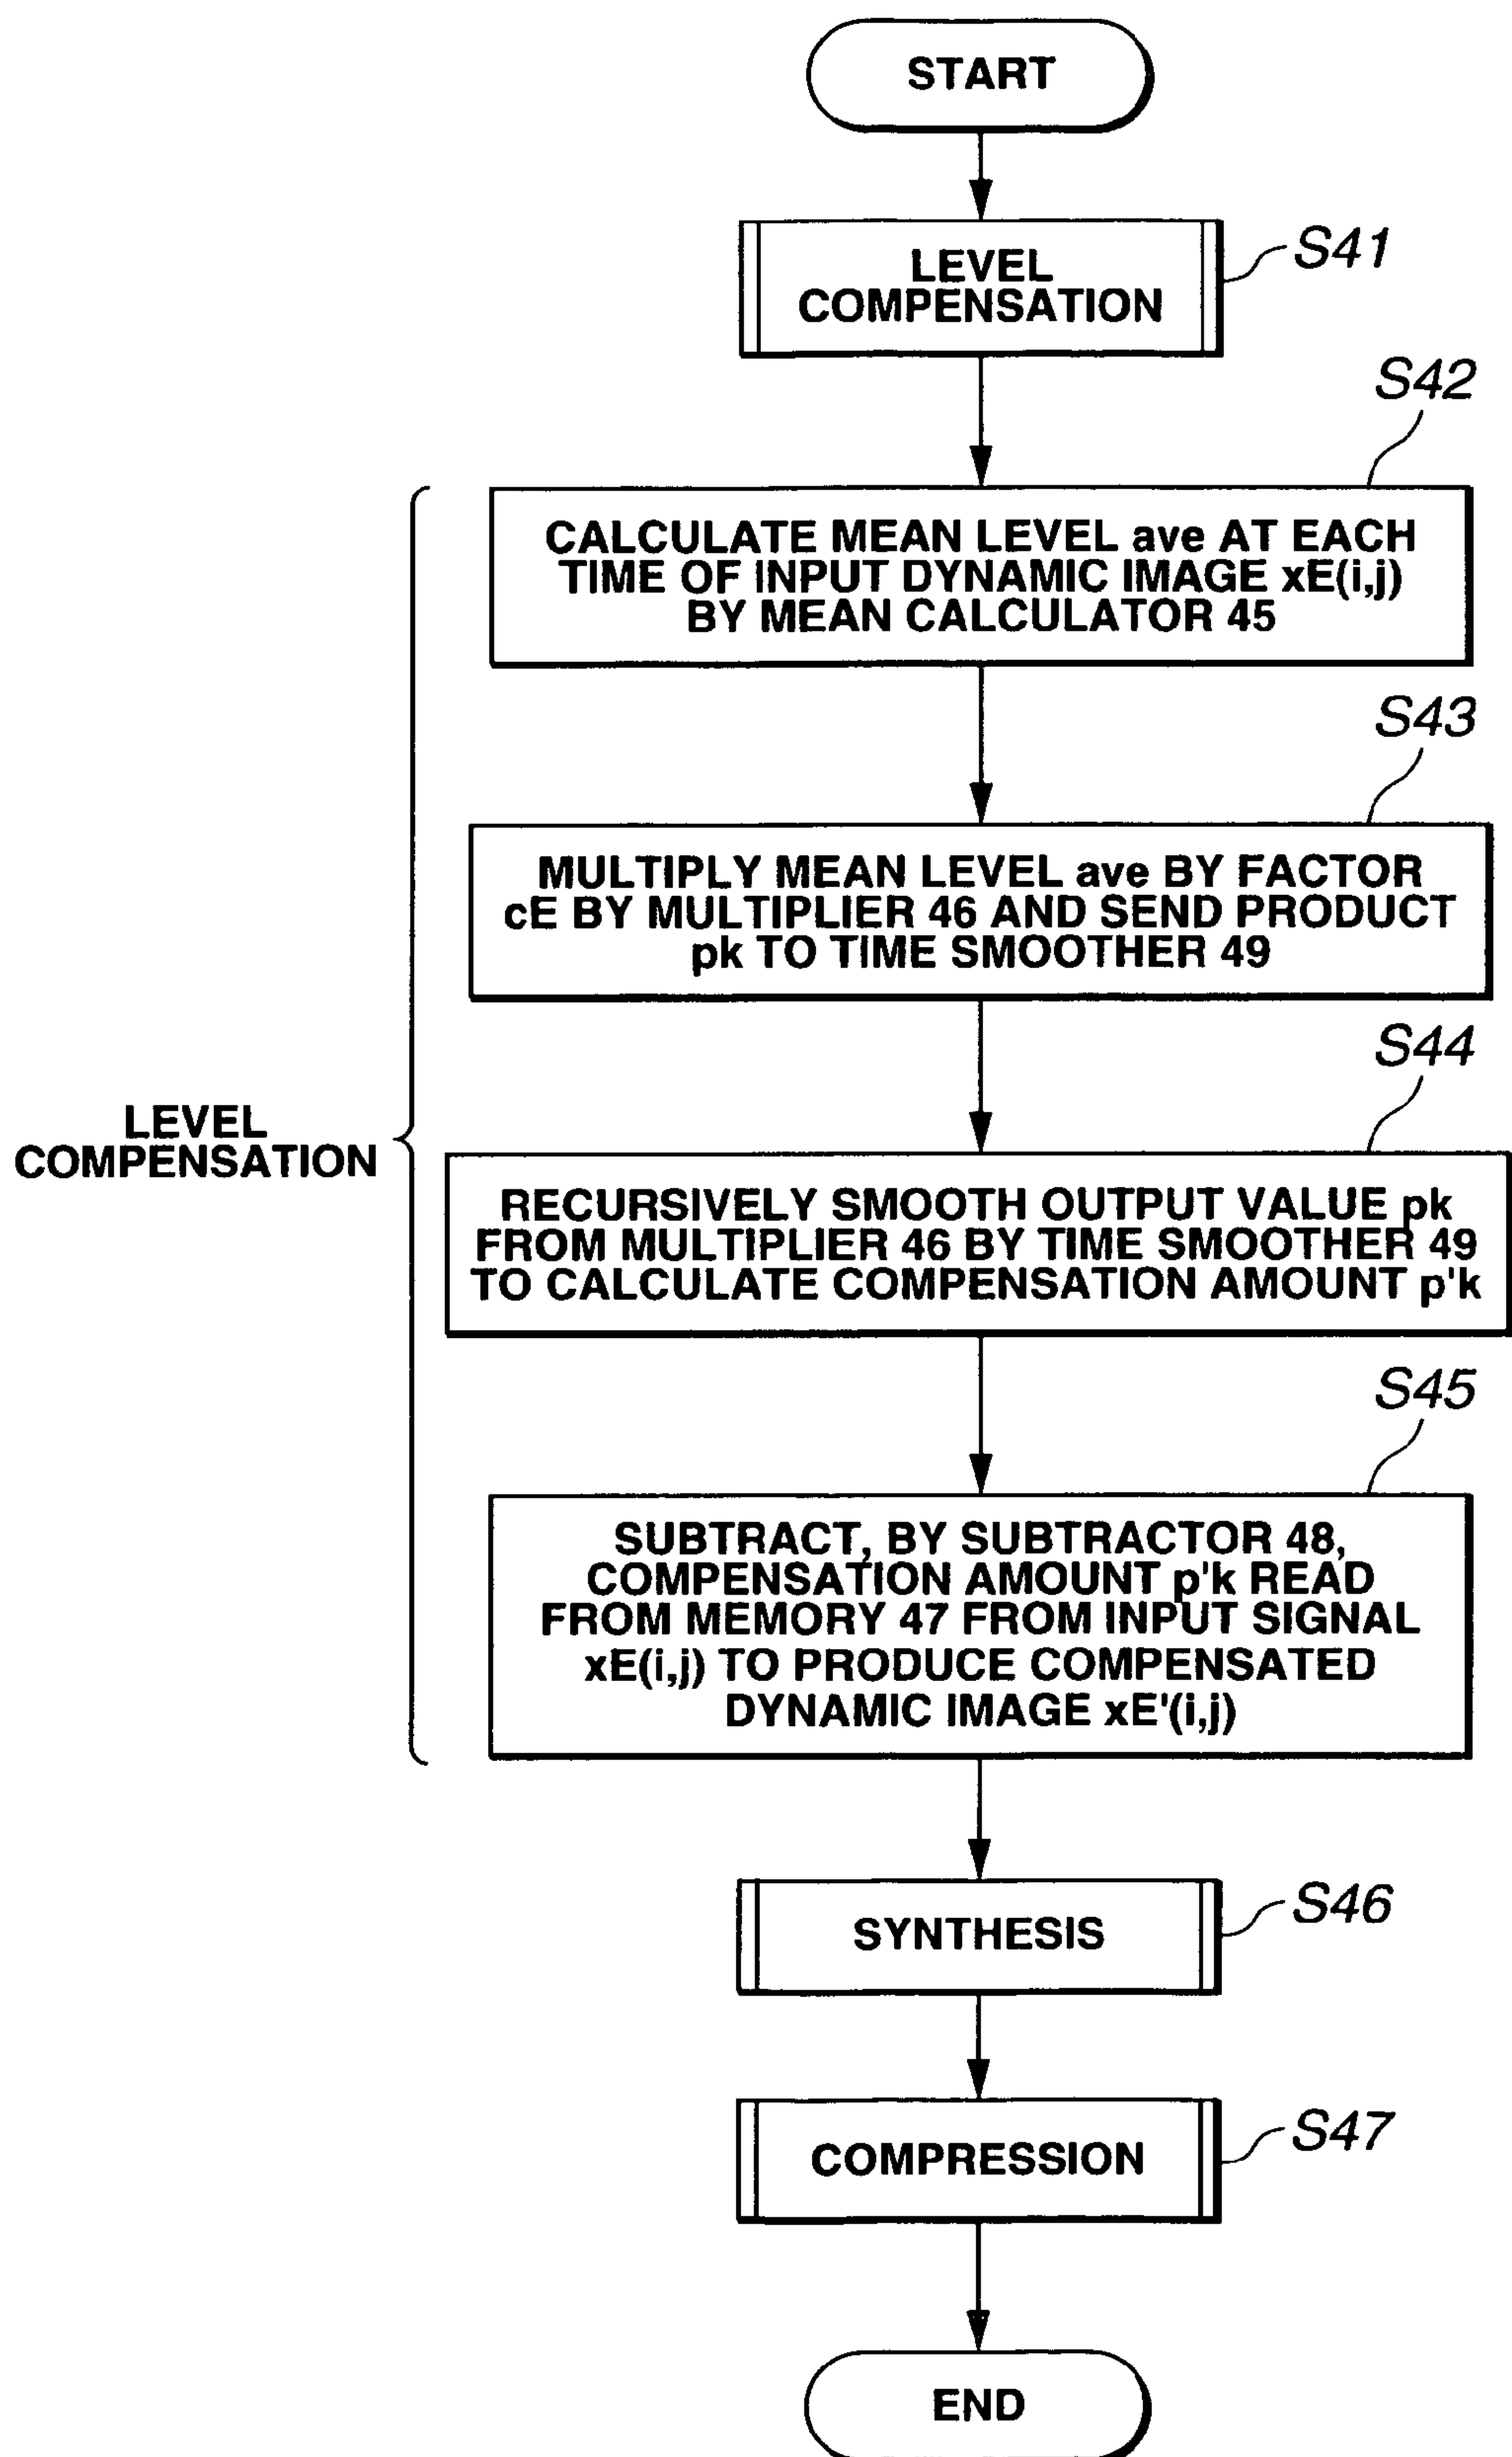 START
LEVEL
COMPENSATION
S41
S42
CALCULATE MEAN LEVEL ave AT EACH
TIME OF INPUT DYNAMIC IMAGE xE(i,j)
BY MEAN CALCULATOR 45
S43
MULTIPLY MEAN LEVEL ave BY FACTOR
cE BY MULTIPLIER 46 AND SEND PRODUCT
pk TO TIME SMOOTHER 49
S44
LEVEL
COMPENSATION
RECURSIVELY SMOOTH OUTPUT VALUE pk
FROM MULTIPLIER 46 BY TIME SMOOTHER 49
TO CALCULATE COMPENSATION AMOUNT p'k
S45
SUBTRACT, BY SUBTRACTOR 48,
COMPENSATION AMOUNT p'k READ
FROM MEMORY 47 FROM INPUT SIGNAL
xE(i,j) TO PRODUCE COMPENSATED
DYNAMIC IMAGE xE'(i,j)
SYNTHESIS
S46
COMPRESSION
S47
END